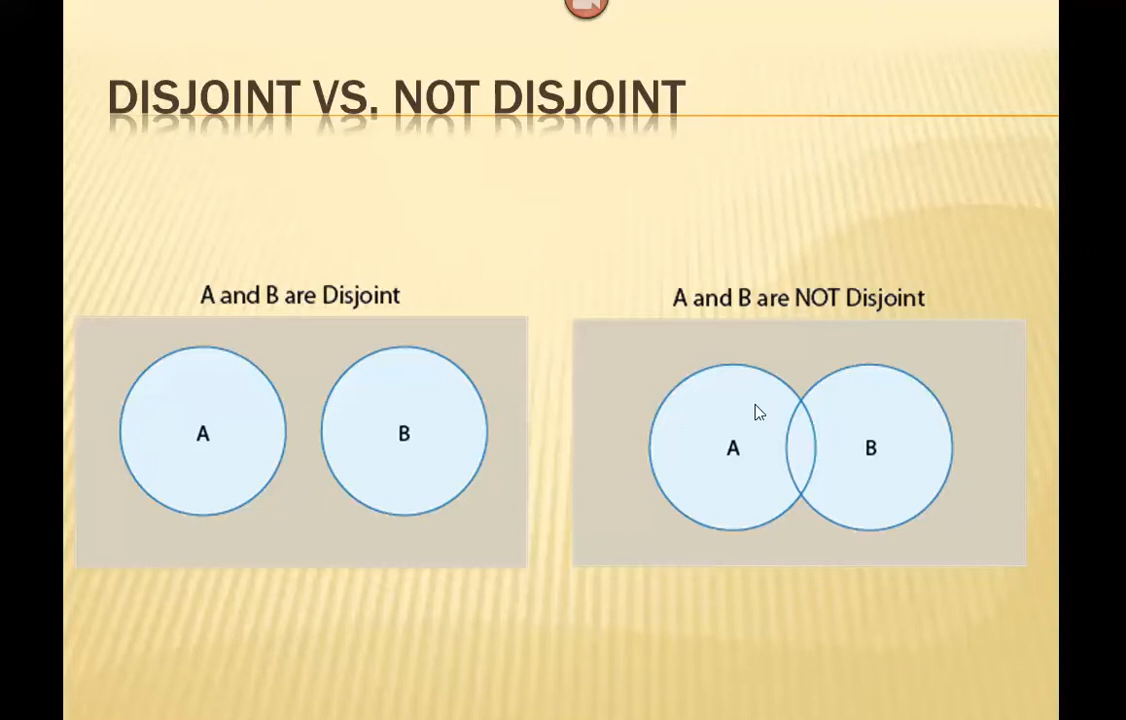 DISJOINT VS. NOT DISJOINT
A and B are Disjoint
A and B are NOT Disjoint
A
B
A
B